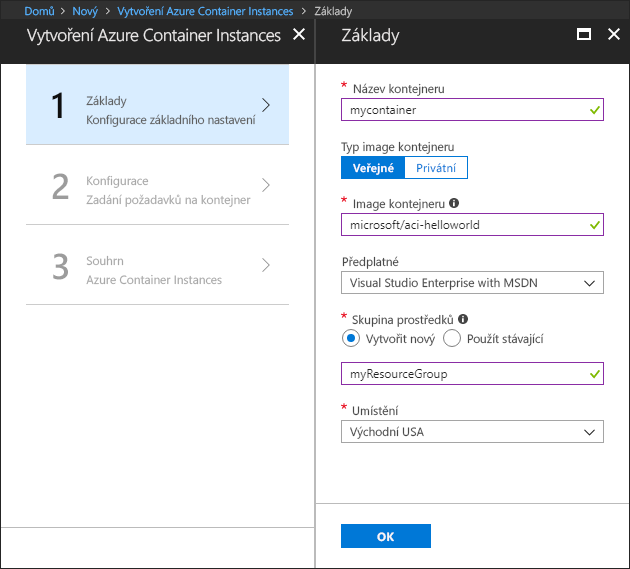 Domů > Nový > Vytvoření Azure Container Instances > Základy
Vytvoření Azure Container Instances
1
Základy
Konfigurace základního nastavení
2
Konfigurace
Zadání požadavků na kontejner
3
Souhrn
Azure Container Instances
Základy
* Název kontejneru
mycontainer
Typ image kontejneru
Veřejné
Privátní
* Image kontejneru
microsoft/aci-helloworld
Předplatné
Visual Studio Enterprise with MSDN
* Skupina prostředků
Vytvořit nový
Použít stávající
myResourceGroup
* Umístění
Východní USA
OK